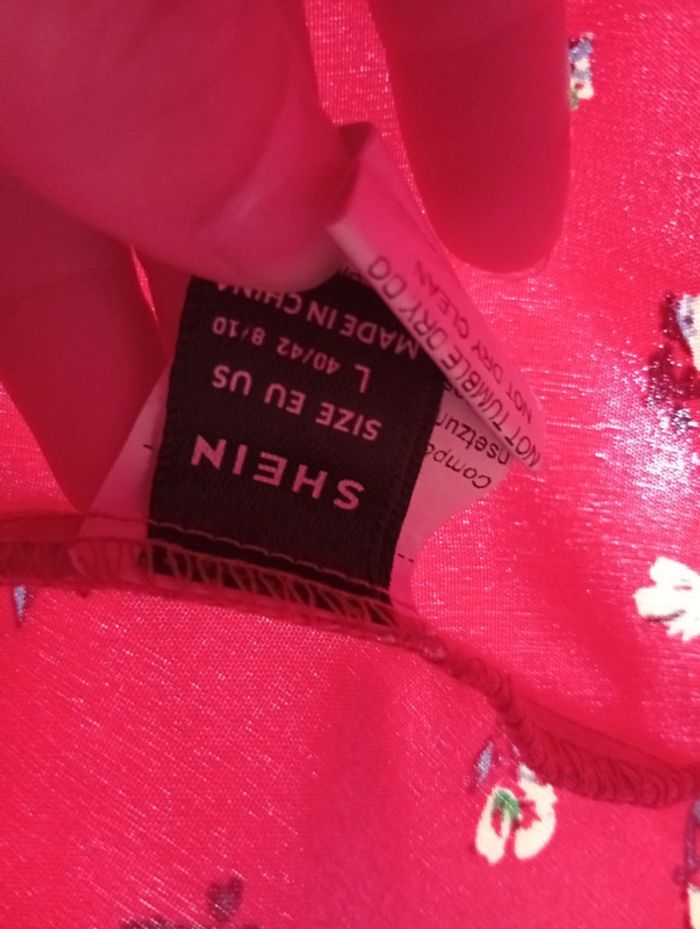 SHEIN
SIZE EU US
L 40/42 8/10
MADE IN CHINA
NOT TUMBLE DRY DO
NOT DRY CLEAN